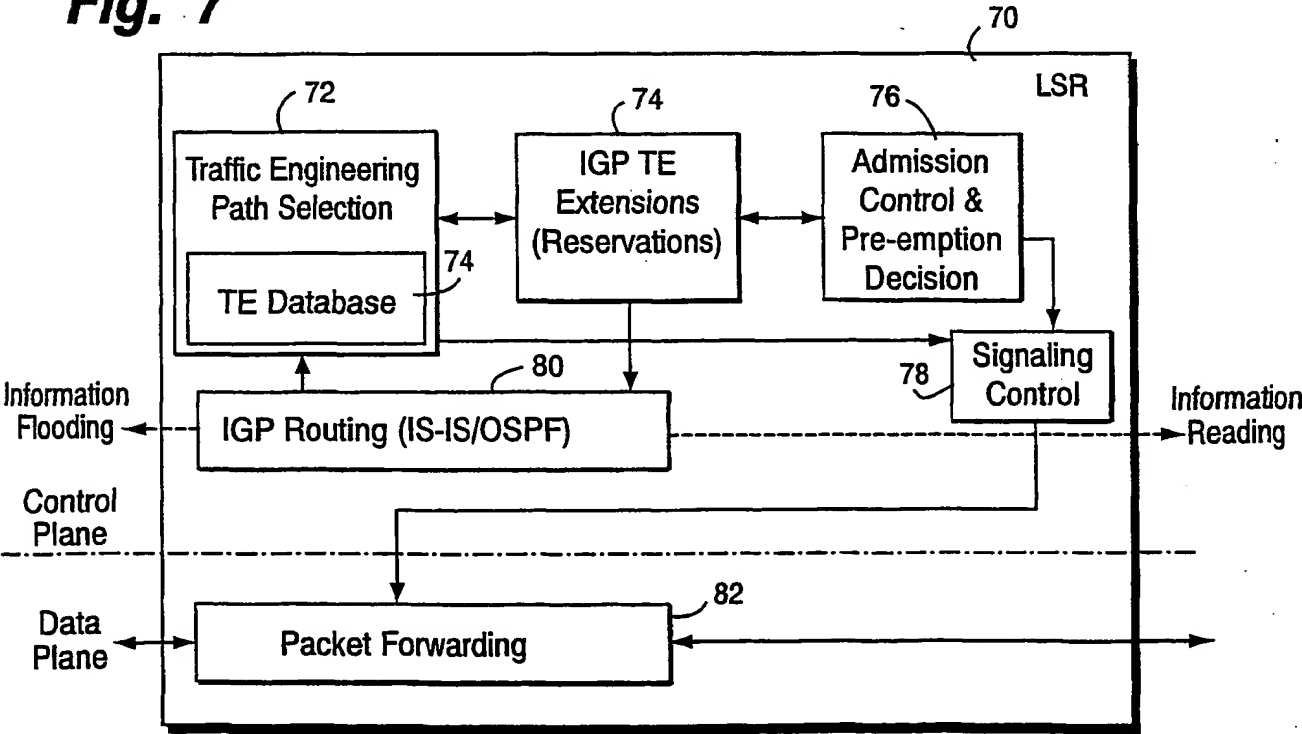 Fig. 7
70
LSR
72
Traffic Engineering
Path Selection
74
TE Database
74
IGP TE
Extensions
(Reservations)
76
Admission
Control &
Pre-emption
Decision
78
Signaling
Control
80
IGP Routing (IS-IS/OSPF)
Information
Flooding
Information
Reading
Control
Plane
Data
Plane
82
Packet Forwarding